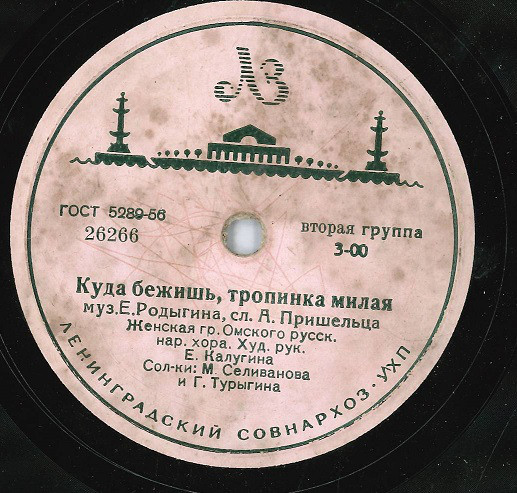 ЛЗ
ГОСТ 5289-56
26266
вторая группа
3-00
Куда бежишь, тропинка милая
муз. Е. Родыгина, сл. А. Пришельца
Женская гр. Омского русск.
нар. хора. Худ. рук.
Е. Калугина
Сол-ки: М. Селиванова
и Г. Турыгина
ЛЕНИНГРАДСКИЙ СОВНАРХОЗ · УХП